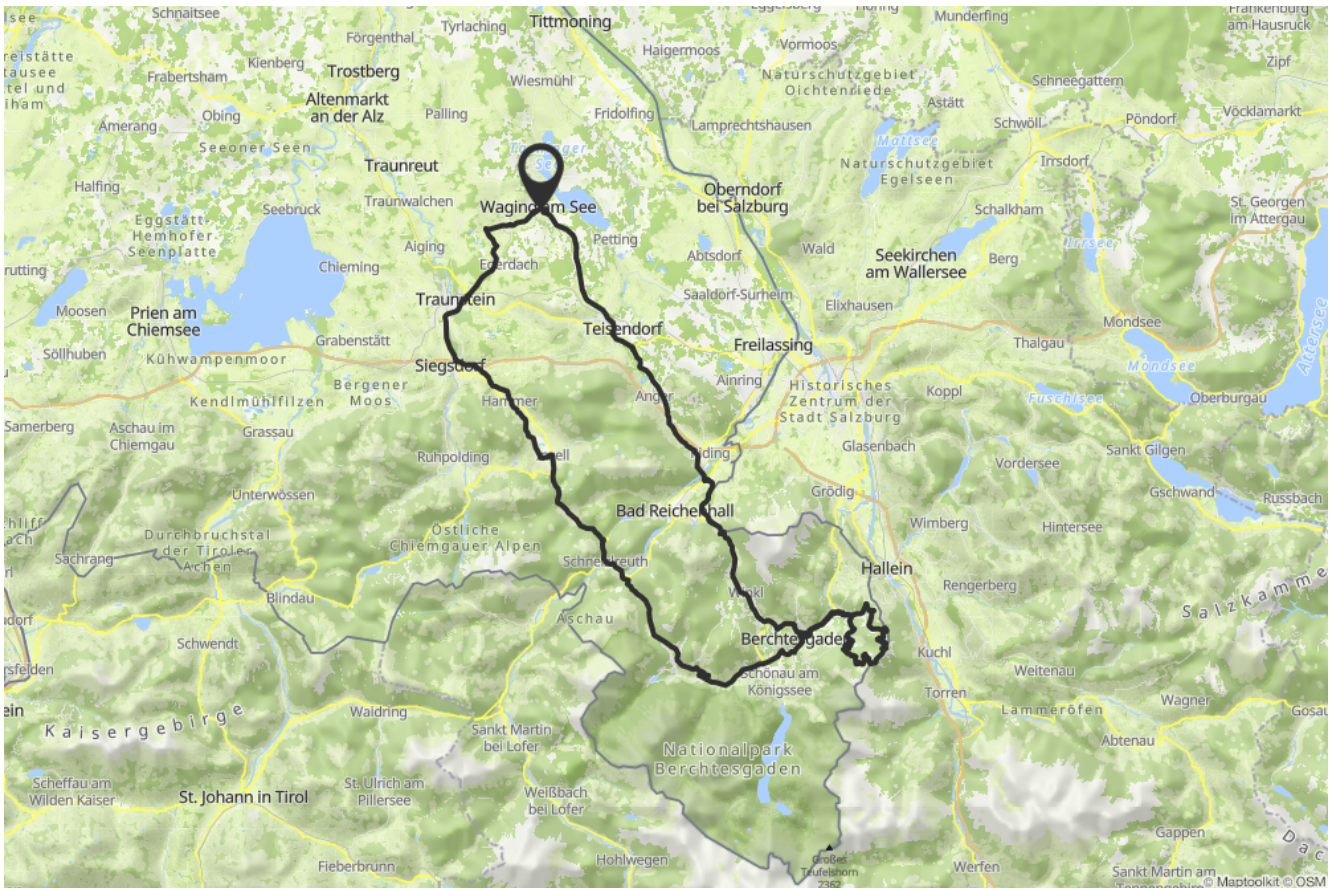 Schnaitsee
Tyrlaching
Tittmoning
Munderfing
am Hausruck
Förgenthal
Haigermoos
Vormoos
Kienberg
Trostberg
Wiesmühl
Naturschutzgebiet
Oichtenriede
Zipf
Frabertsham
Schneegattern
Altenmarkt
an der Alz
Obing
Palling
Fridolfing
Astätt
Vöcklamarkt
Amerang
Lamprechtshausen
Schwöll
Pöndorf
Seeoner Seen
Mattsee
Irrsdorf
Traunreut
Naturschutzgebiet
Egelseen
Halfing
Oberndorf
bei Salzburg
Traunwalchen
Waging am See
Seebruck
Schalkham
St. Georgen
im Attergau
Eggstätt-
Hemhofer
Seenplatte
Petting
Aiging
Wald
Irrsee
Abtsdorf
Seekirchen
am Wallersee
Berg
Chieming
Ederdach
Saaldorf-Surheim
Traunstein
Elixhausen
Moosen
Prien am
Chiemsee
Teisendorf
Mondsee
Attersee
Grabenstätt
Freilassing
Thalgau
Söllhuben
Kühwampenmoor
Siegsdorf
Mondsee
Ainring
Bergener
Moos
Historisches
Zentrum der
Stadt Salzburg
Koppl
Anger
Kendlmühlfilzen
Hammer
Fuschlsee
Oberburgau
Samerberg
Aschau im
Chiemgau
Grassau
Glasenbach
Sankt Gilgen
Ruhpolding
Vordersee
Unterwössen
Grödig
Gschwand
Russbach
Bad Reichenhall
Wimberg
Hintersee
Durchbruchstal
der Tiroler
Achen
Östliche
Chiemgauer Alpen
Sachrang
Schneizlreuth
Hallein
Rengerberg
Blindau
Winkl
Aschau
Schwendt
Berchtesgaden
Kuchl
Schönau am
Königssee
Weitenau
Torren
Wagner
Waidring
Lammeröfen
Gosau
Kaisergebirge
Sankt Martin
bei Lofer
Nationalpark
Berchtesgaden
Abtenau
Scheffau am
Wilden Kaiser
St. Johann in Tirol
St. Ulrich am
Pillersee
Weißbach
bei Lofer
Gappen
Fieberbrunn
Hohlwegen
Großes
Teufelshorn
2362
Werfen
Sankt Martin am
© Maptoolkit © OSM